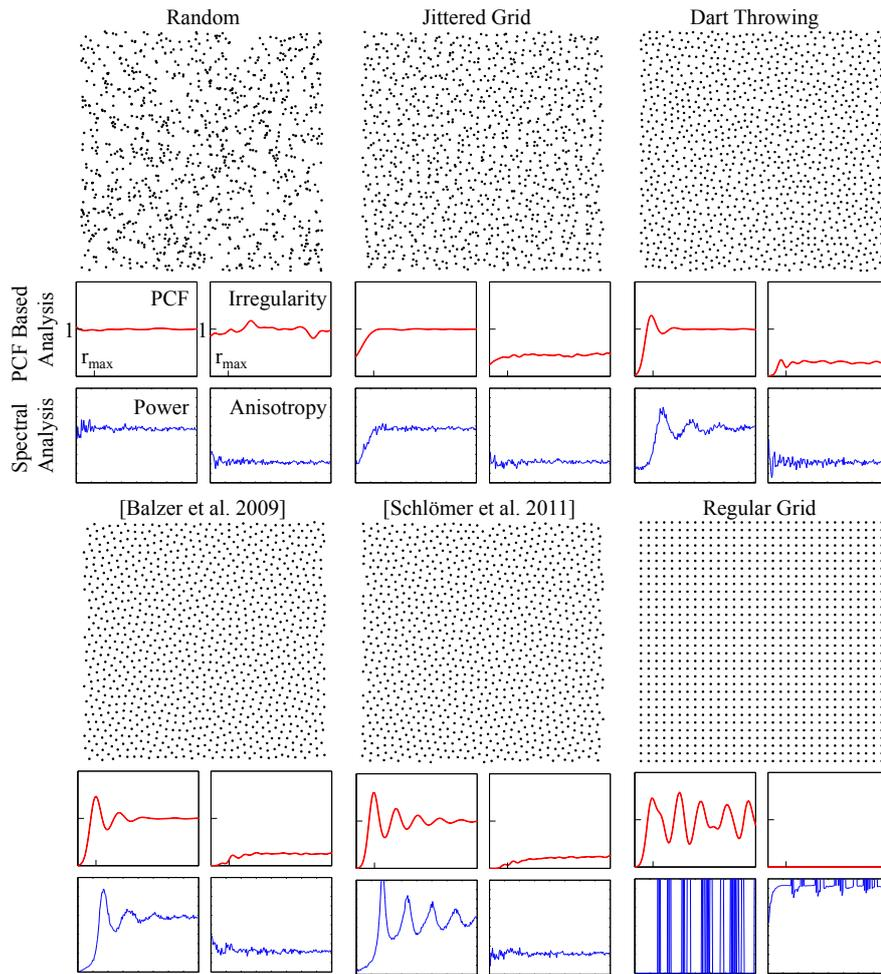 Random
Jittered Grid
Dart Throwing
PCF Based
Analysis
PCF
Irregularity
1
1
r_max
r_max
Spectral
Analysis
Power
Anisotropy
[Balzer et al. 2009]
[Schlömer et al. 2011]
Regular Grid